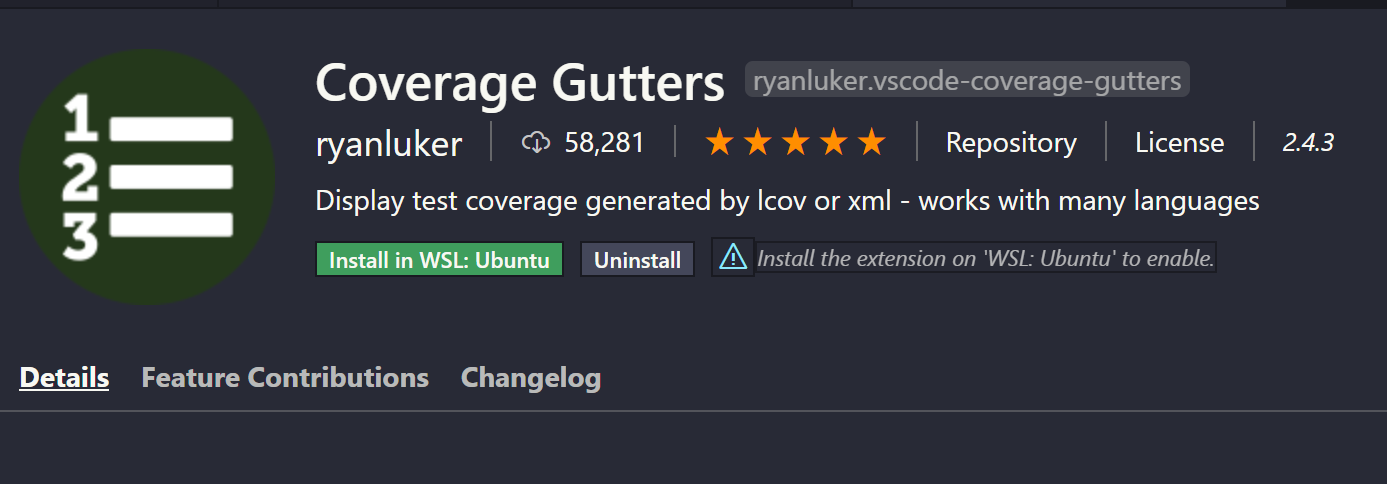 1
2
3
Coverage Gutters ryanluker.vscode-coverage-gutters
ryanluker 58,281 Repository License 2.4.3
Display test coverage generated by lcov or xml - works with many languages
Install in WSL: Ubuntu Uninstall Install the extension on 'WSL: Ubuntu' to enable.
Details Feature Contributions Changelog